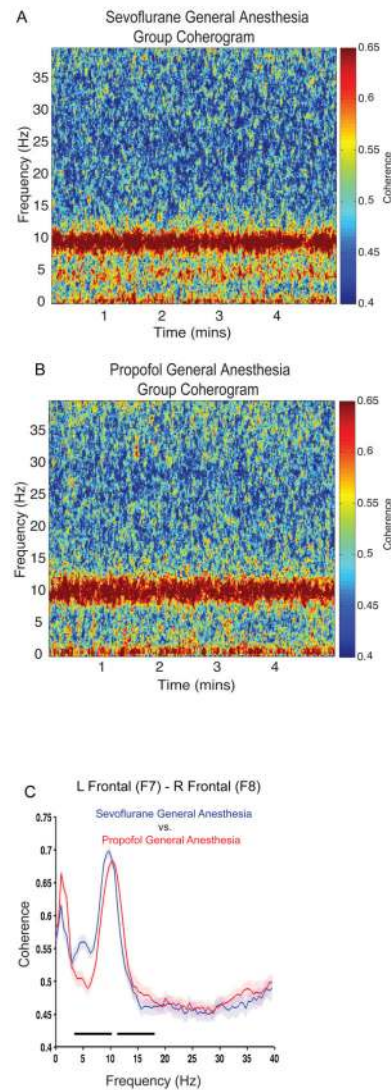 A
Sevoflurane General Anesthesia
Group Coherogram
Frequency (Hz)
35
30
25
20
15
10
5
0
1 2 3 4
Time (mins)
0.65
0.6
0.55
0.5
0.45
0.4
Coherence
B
Propofol General Anesthesia
Group Coherogram
Frequency (Hz)
35
30
25
20
15
10
5
0
1 2 3 4
Time (mins)
0.65
0.6
0.55
0.5
0.45
0.4
Coherence
L Frontal (F7) - R Frontal (F8)
C
Sevoflurane General Anesthesia
vs.
Propofol General Anesthesia
Coherence
0.75
0.7
0.65
0.6
0.55
0.5
0.45
0.4
0 5 10 15 20 25 30 35 40
Frequency (Hz)